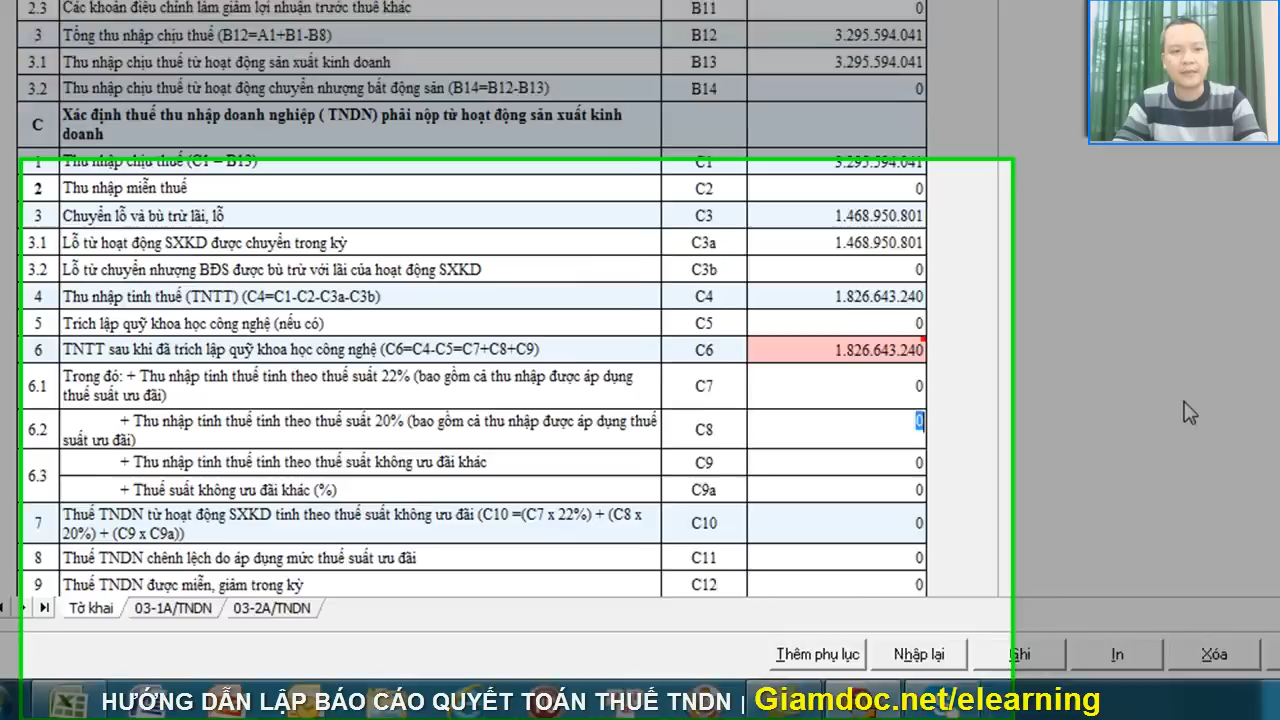 2.3 Các khoản điều chỉnh làm giảm lợi nhuận trước thuế khác B11 0
3 Tổng thu nhập chịu thuế (B12=A1+B1-B8) B12 3.295.594.041
3.1 Thu nhập chịu thuế từ hoạt động sản xuất kinh doanh B13 3.295.594.041
3.2 Thu nhập chịu thuế từ hoạt động chuyển nhượng bất động sản (B14=B12-B13) B14 0
C Xác định thuế thu nhập doanh nghiệp ( TNDN) phải nộp từ hoạt động sản xuất kinh
doanh
1 Thu nhập chịu thuế (C1 = B13) C1 3.295.594.041
2 Thu nhập miễn thuế C2 0
3 Chuyển lỗ và bù trừ lãi, lỗ C3 1.468.950.801
3.1 Lỗ từ hoạt động SXKD được chuyển trong kỳ C3a 1.468.950.801
3.2 Lỗ từ chuyển nhượng BĐS được bù trừ với lãi của hoạt động SXKD C3b 0
4 Thu nhập tính thuế (TNTT) (C4=C1-C2-C3a-C3b) C4 1.826.643.240
5 Trích lập quỹ khoa học công nghệ (nếu có) C5 0
6 TNTT sau khi đã trích lập quỹ khoa học công nghệ (C6=C4-C5=C7+C8+C9) C6 1.826.643.240
6.1 Trong đó: + Thu nhập tính thuế tính theo thuế suất 22% (bao gồm cả thu nhập được áp dụng
thuế suất ưu đãi) C7 0
6.2 + Thu nhập tính thuế tính theo thuế suất 20% (bao gồm cả thu nhập được áp dụng thuế
suất ưu đãi) C8 0
6.3 + Thu nhập tính thuế tính theo thuế suất không ưu đãi khác C9 0
+ Thuế suất không ưu đãi khác (%) C9a 0
7 Thuế TNDN từ hoạt động SXKD tính theo thuế suất không ưu đãi (C10 =(C7 x 22%) + (C8 x
20%) + (C9 x C9a)) C10 0
8 Thuế TNDN chênh lệch do áp dụng mức thuế suất ưu đãi C11 0
9 Thuế TNDN được miễn, giảm trong kỳ C12 0
Tờ khai 03-1A/TNDN 03-2A/TNDN
Thêm phụ lục Nhập lại Ghi In Xóa
HƯỚNG DẪN LẬP BÁO CÁO QUYẾT TOÁN THUẾ TNDN | Giamdoc.net/elearning